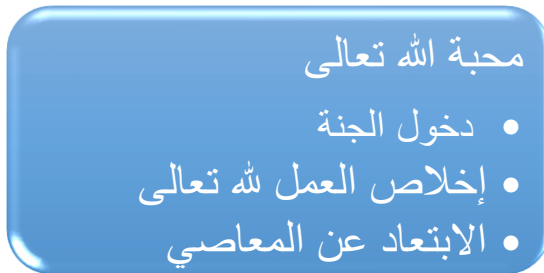 محبة الله تعالى
• دخول الجنة
• إخلاص العمل لله تعالى
• الابتعاد عن المعاصي